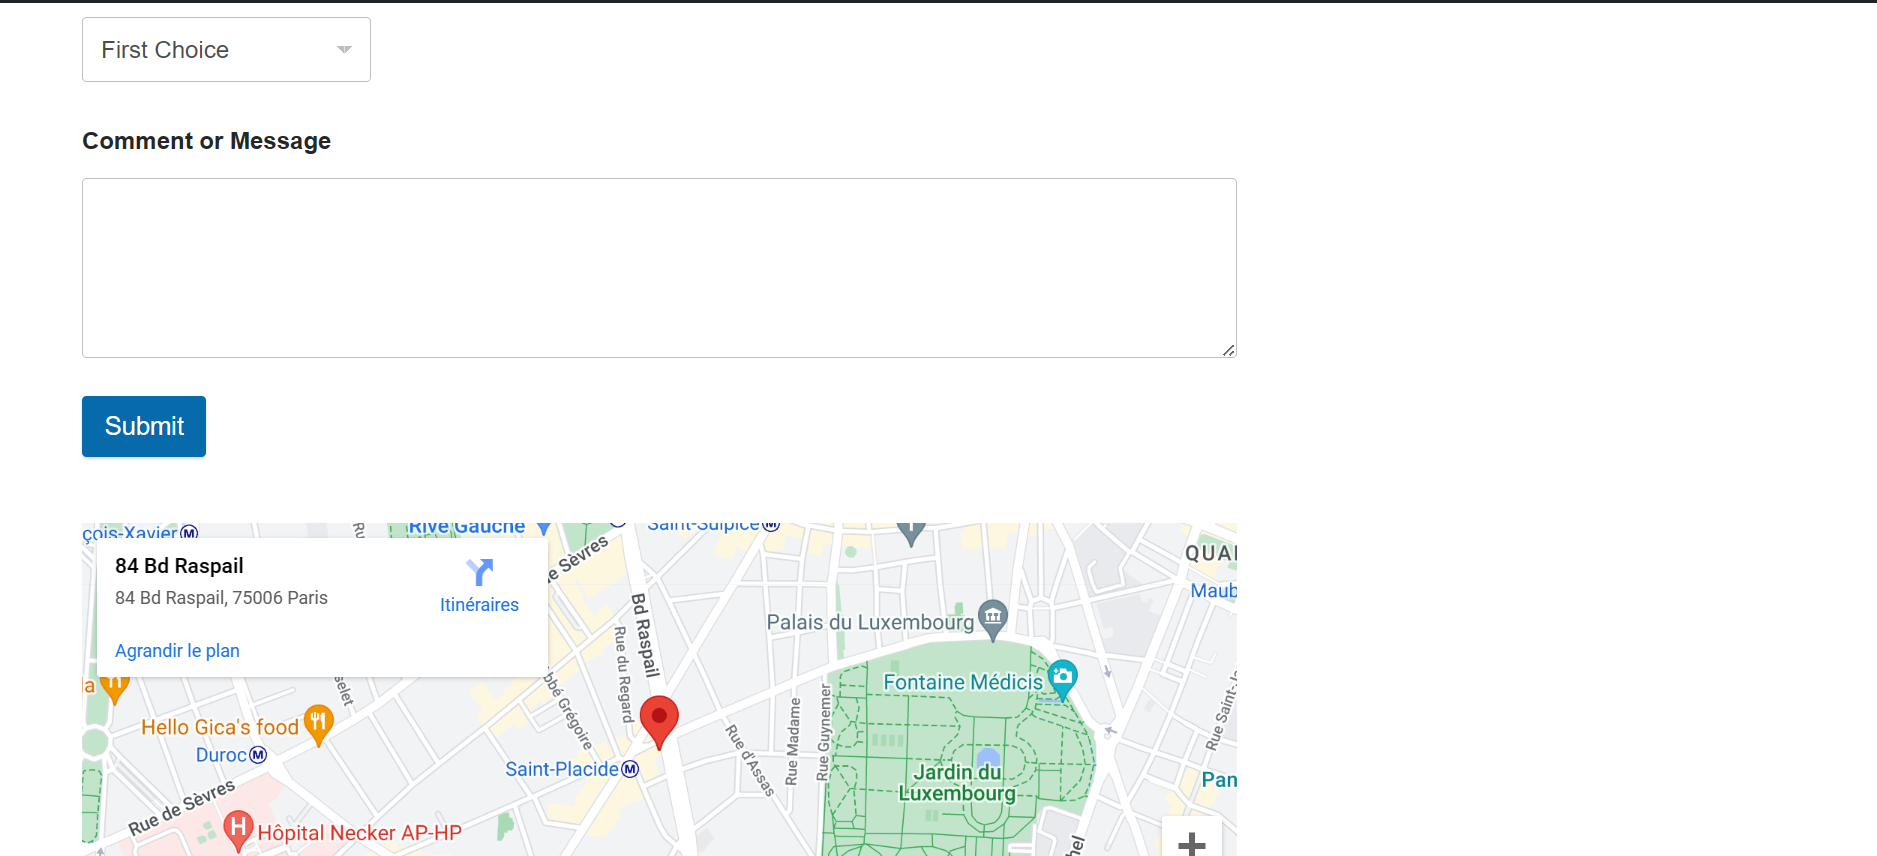 First Choice
Comment or Message
Submit
çois-Xavier
Rive Gauche
Saint-Sulpice
84 Bd Raspail
84 Bd Raspail, 75006 Paris
Itinéraires
Agrandir le plan
de Sèvres
Bd Raspail
Rue du Regard
QUA
Maub
Palais du Luxembourg
Fontaine Médicis
Hello Gica's food
Duroc
M
Saint-Placide
M
Rue d'Assas
Rue Madame
Rue Guynemer
Jardin du
Luxembourg
Rue Saint-J
Pan
Rue de Sèvres
H
Hôpital Necker AP-HP
+